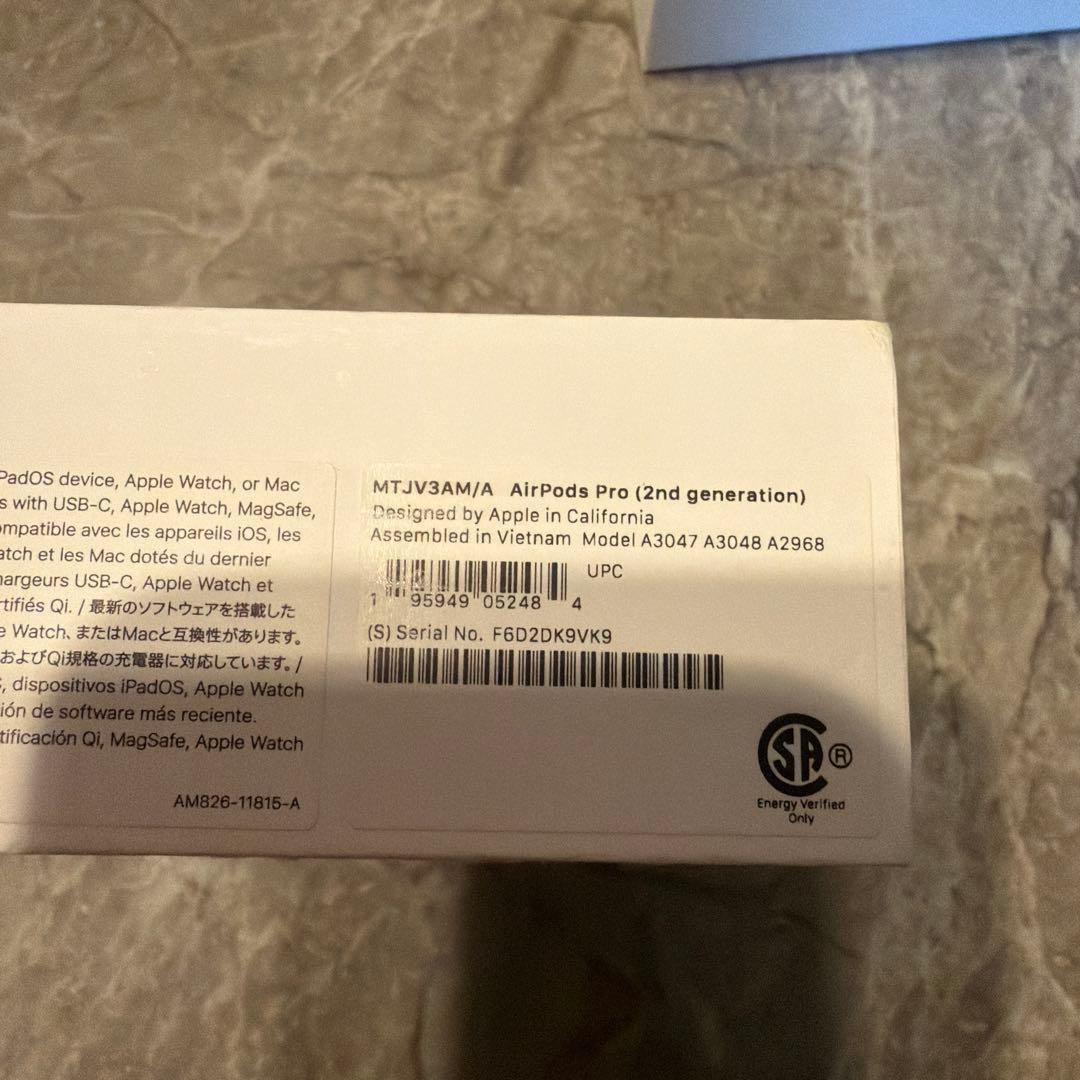 PadOS device, Apple Watch, or Mac
s with USB-C, Apple Watch, MagSafe,
ompatible avec les appareils iOS, les
atch et les Mac dotés du dernier
hargeurs USB-C, Apple Watch et
rtifiés Qi. / 最新のソフトウェアを搭載した
e Watch、またはMacと互換性があります。
およびQi規格の充電器に対応しています。/
S, dispositivos iPadOS, Apple Watch
ión de software más reciente.
tificación Qi, MagSafe, Apple Watch
AM826-11815-A
MTJV3AM/A AirPods Pro (2nd generation)
Designed by Apple in California
Assembled in Vietnam Model A3047 A3048 A2968
UPC
1 95949 05248 4
(S) Serial No. F6D2DK9VK9
SA ®
Energy Verified
Only